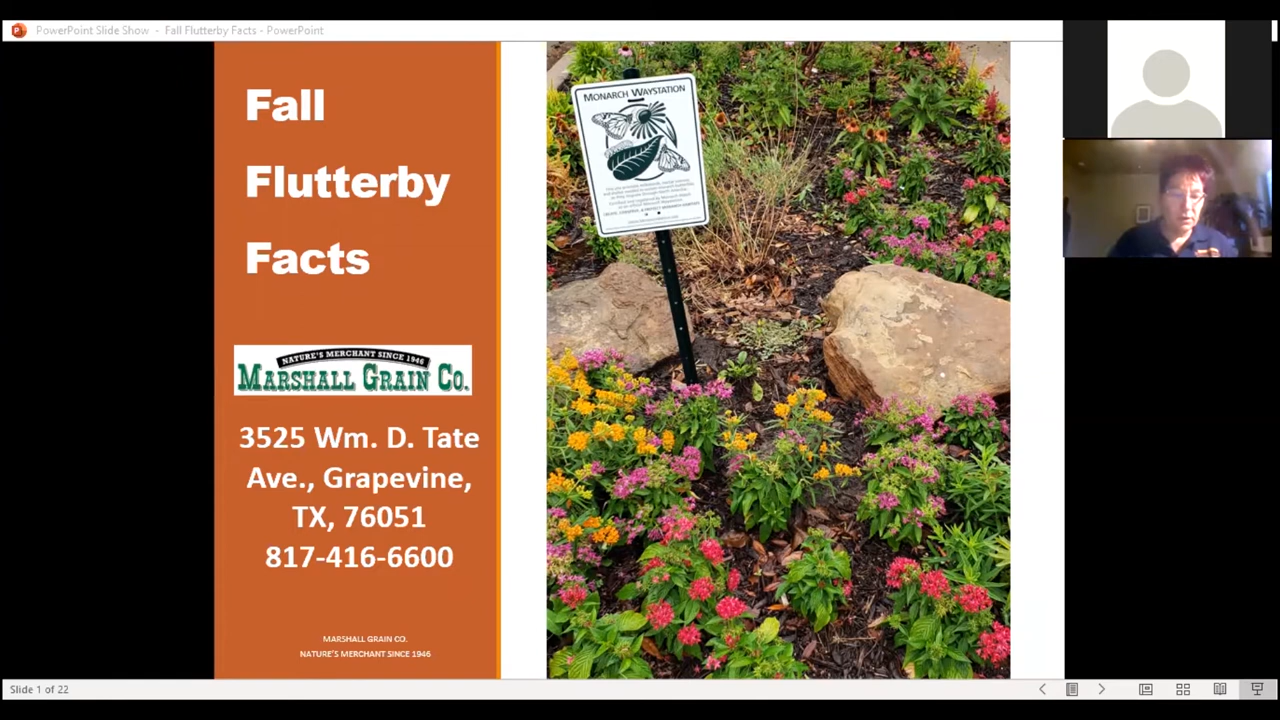 PowerPoint Slide Show - Fall Flutterby Facts - PowerPoint
Fall
Flutterby
Facts
NATURE'S MERCHANT SINCE 1946
MARSHALL GRAIN CO.
3525 Wm. D. Tate
Ave., Grapevine,
TX, 76051
817-416-6600
MARSHALL GRAIN CO.
NATURE'S MERCHANT SINCE 1946
MONARCH WAYSTATION
Slide 1 of 22